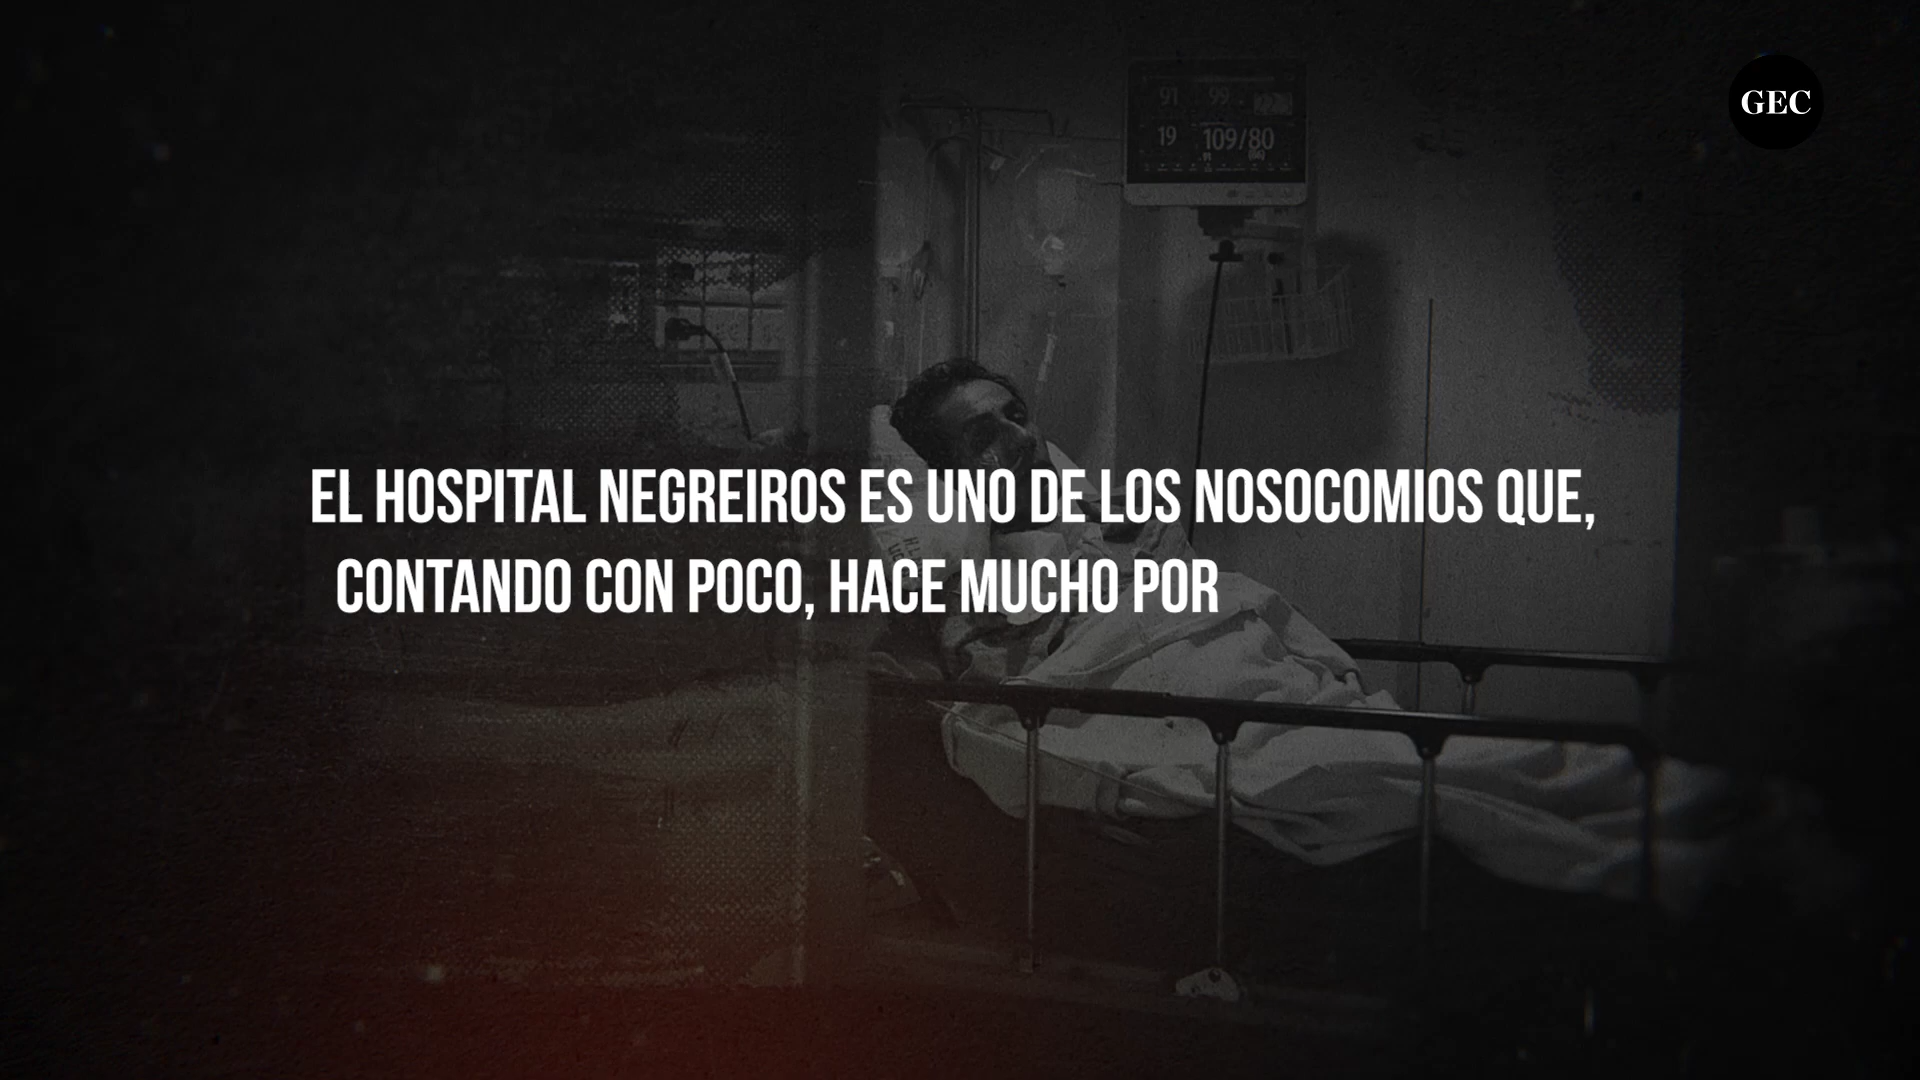 GEC
91 99
19 109/80
EL HOSPITAL NEGREIROS ES UNO DE LOS NOSOCOMIOS QUE,
CONTANDO CON POCO, HACE MUCHO POR